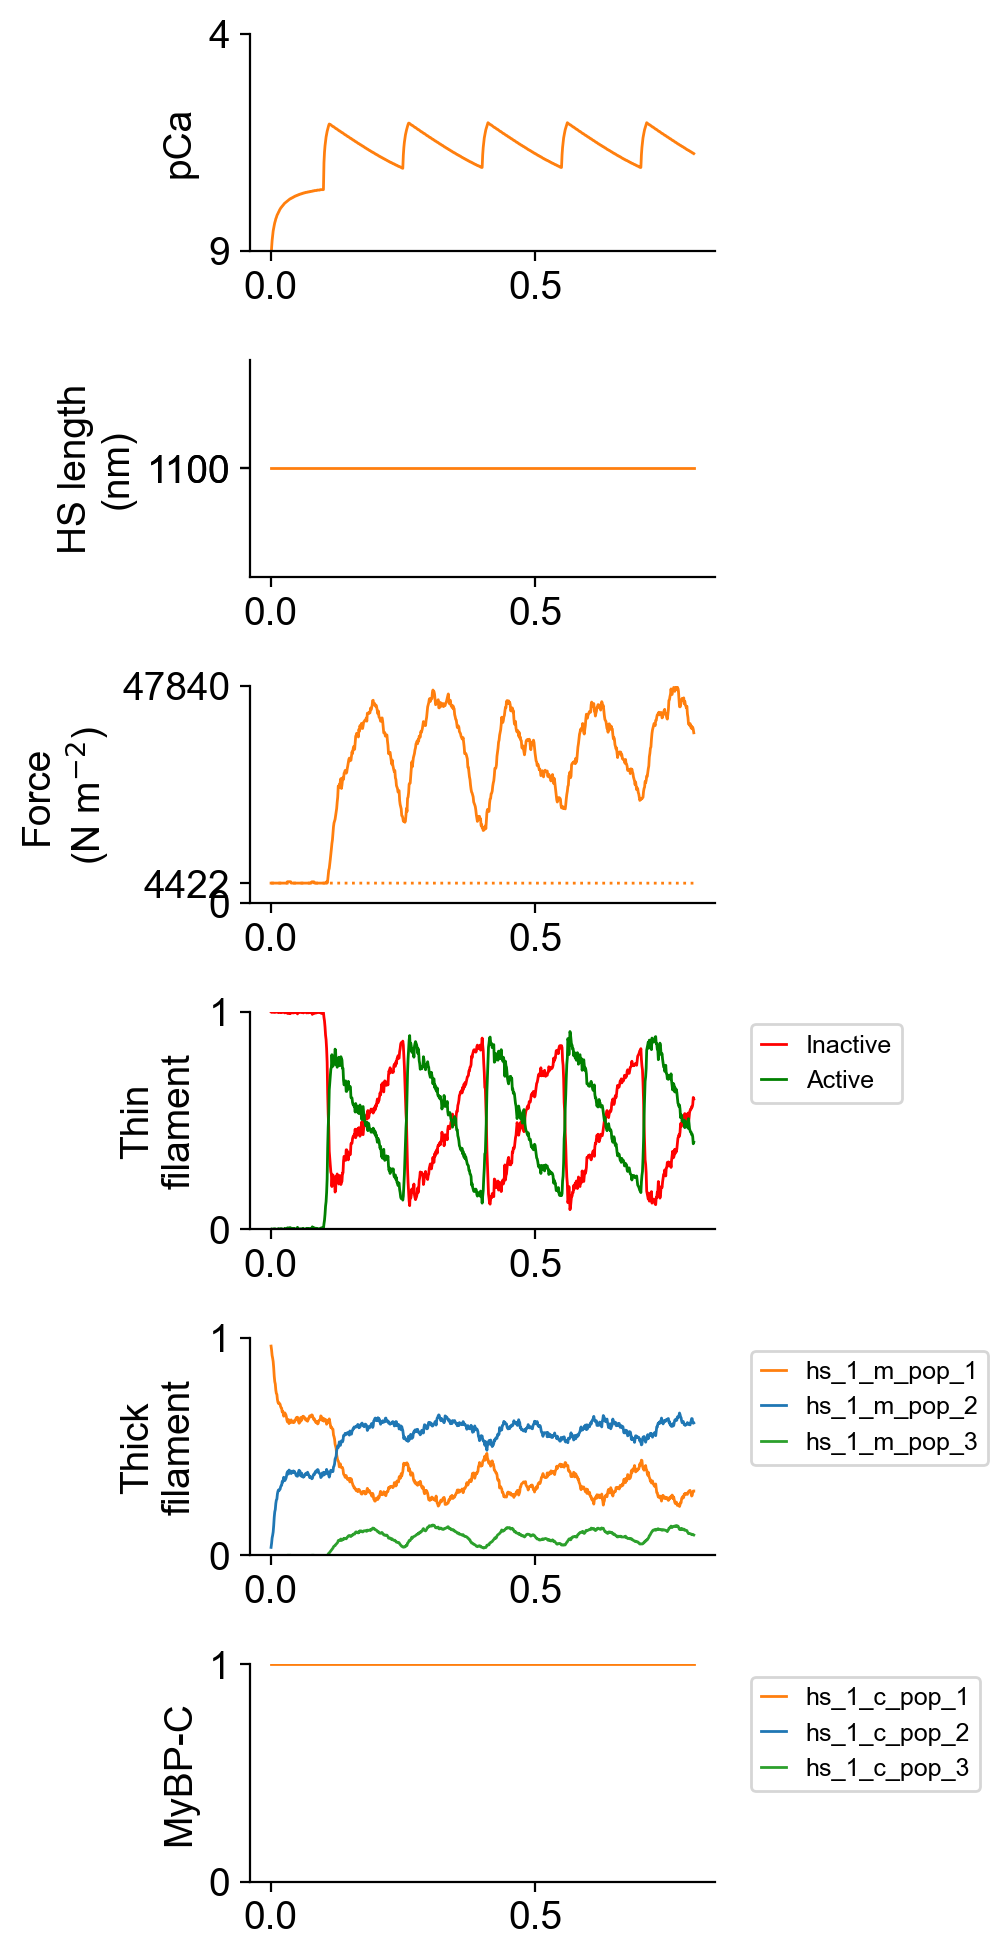 4
pCa
9
0.0 0.5
HS length
(nm)
1100
0.0 0.5
47840
Force
(N m⁻²)
4422
0
0.0 0.5
1
Thin
filament
0
0.0 0.5
Inactive
Active
1
Thick
filament
0
0.0 0.5
hs_1_m_pop_1
hs_1_m_pop_2
hs_1_m_pop_3
1
MyBP-C
0
0.0 0.5
hs_1_c_pop_1
hs_1_c_pop_2
hs_1_c_pop_3